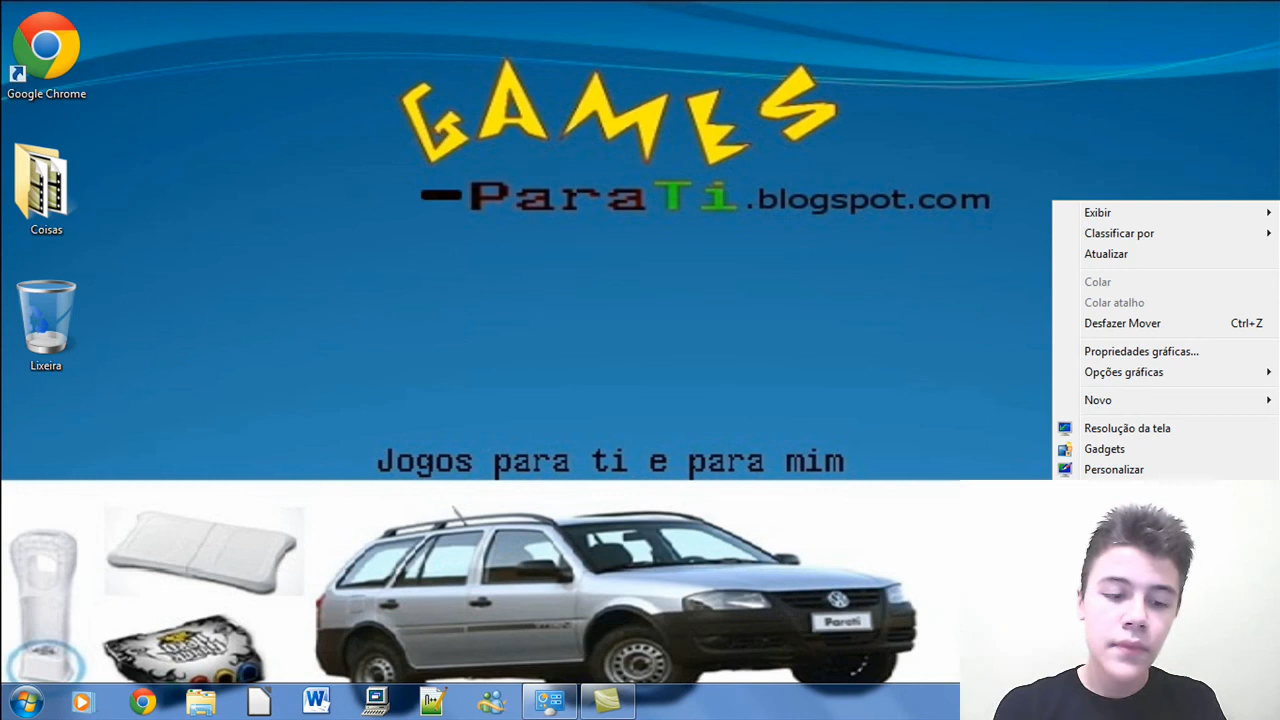 Google Chrome
Coisas
Lixeira
GAMES
-ParaTi.blogspot.com
Jogos para ti e para mim
Exibir
Classificar por
Atualizar
Colar
Colar atalho
Desfazer Mover Ctrl+Z
Propriedades gráficas...
Opções gráficas
Novo
Resolução da tela
Gadgets
Personalizar
Parati